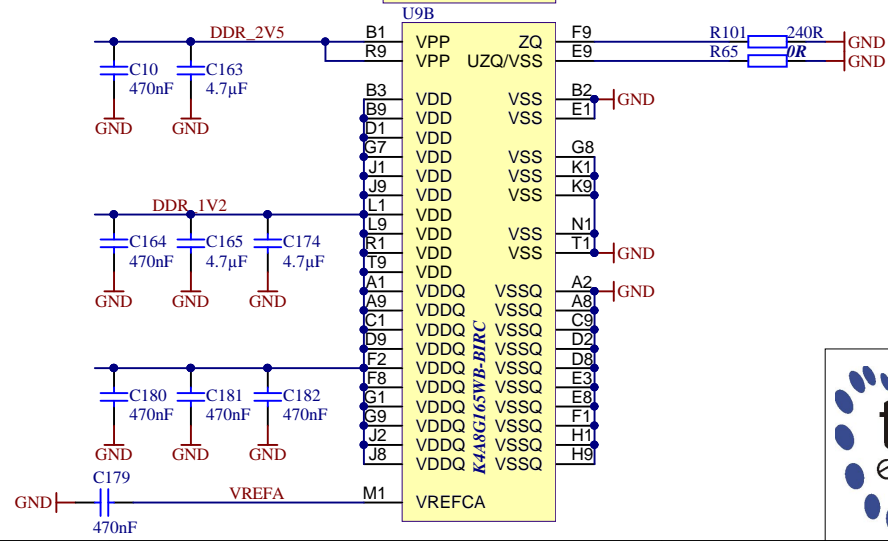 U9B
DDR_2V5 B1 VPP ZQ F9 R101 240R GND
R9 VPP UZQ/VSS E9 R65 0R GND
C10 C163
470nF 4.7µF
GND GND
B3 VDD VSS B2 GND
B9 VDD VSS E1
D1 VDD
G7 VDD VSS G8
J1 VDD VSS K1
J9 VDD VSS K9
DDR_1V2 L1 VDD
L9 VDD VSS N1
R1 VDD VSS T1 GND
T9 VDD
C164 C165 C174
470nF 4.7µF 4.7µF
GND GND GND
A1 VDDQ VSSQ A2 GND
A9 VDDQ VSSQ A8
C1 VDDQ VSSQ C9
D9 VDDQ VSSQ D2
F2 VDDQ VSSQ D8
F8 VDDQ VSSQ E3
G1 VDDQ VSSQ E8
G9 VDDQ VSSQ F1
J2 VDDQ VSSQ H1
J8 VDDQ VSSQ H9
K4A8G165WB-BIRC
C180 C181 C182
470nF 470nF 470nF
GND GND GND
C179
GND VREFA M1 VREFCA
470nF